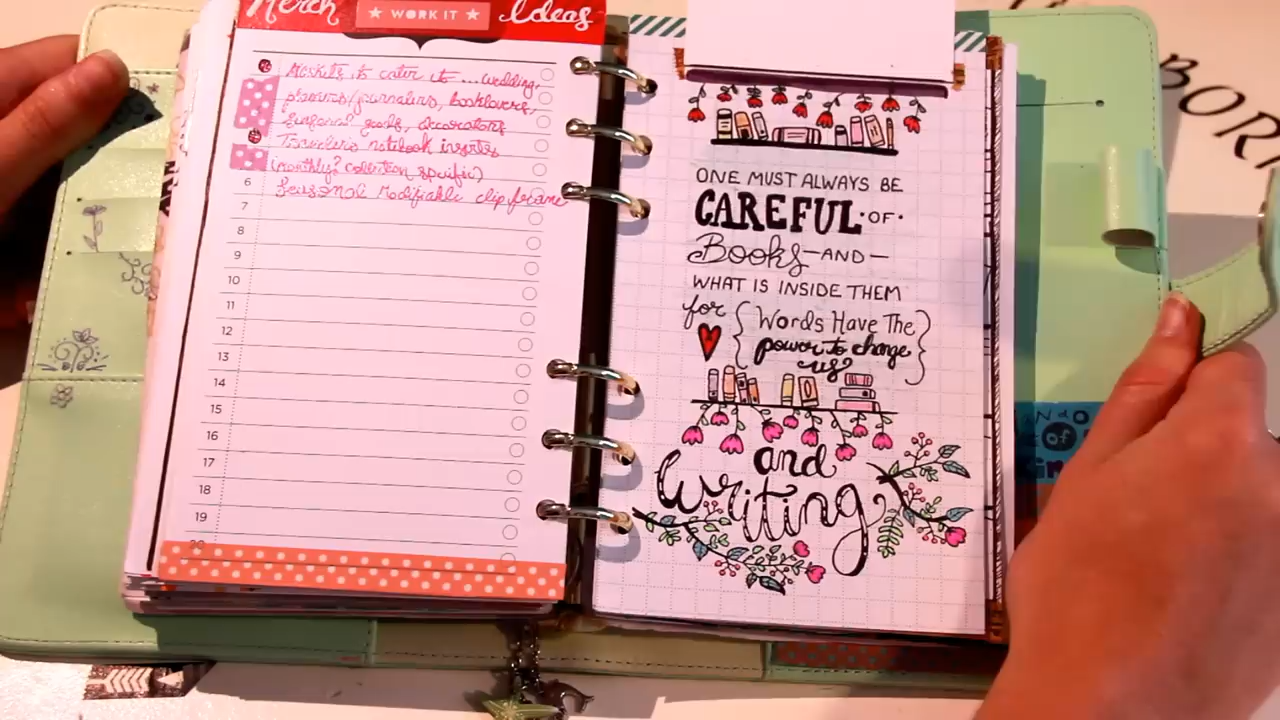 Merch Ideas
WORK IT
Markets to cater to ... wedding,
planners/journalers, booklovers,
funeral goods, decorators
Traveler's notebook inserts
(monthly? collection specific)
6
Seasonal Modifiable clip frame
7
8
9
10
11
12
13
14
15
16
17
18
19
20
ONE MUST ALWAYS BE
CAREFUL·OF·
Books—AND—
WHAT IS INSIDE THEM
for {Words Have The
power to change
us}
and
writing
BOR